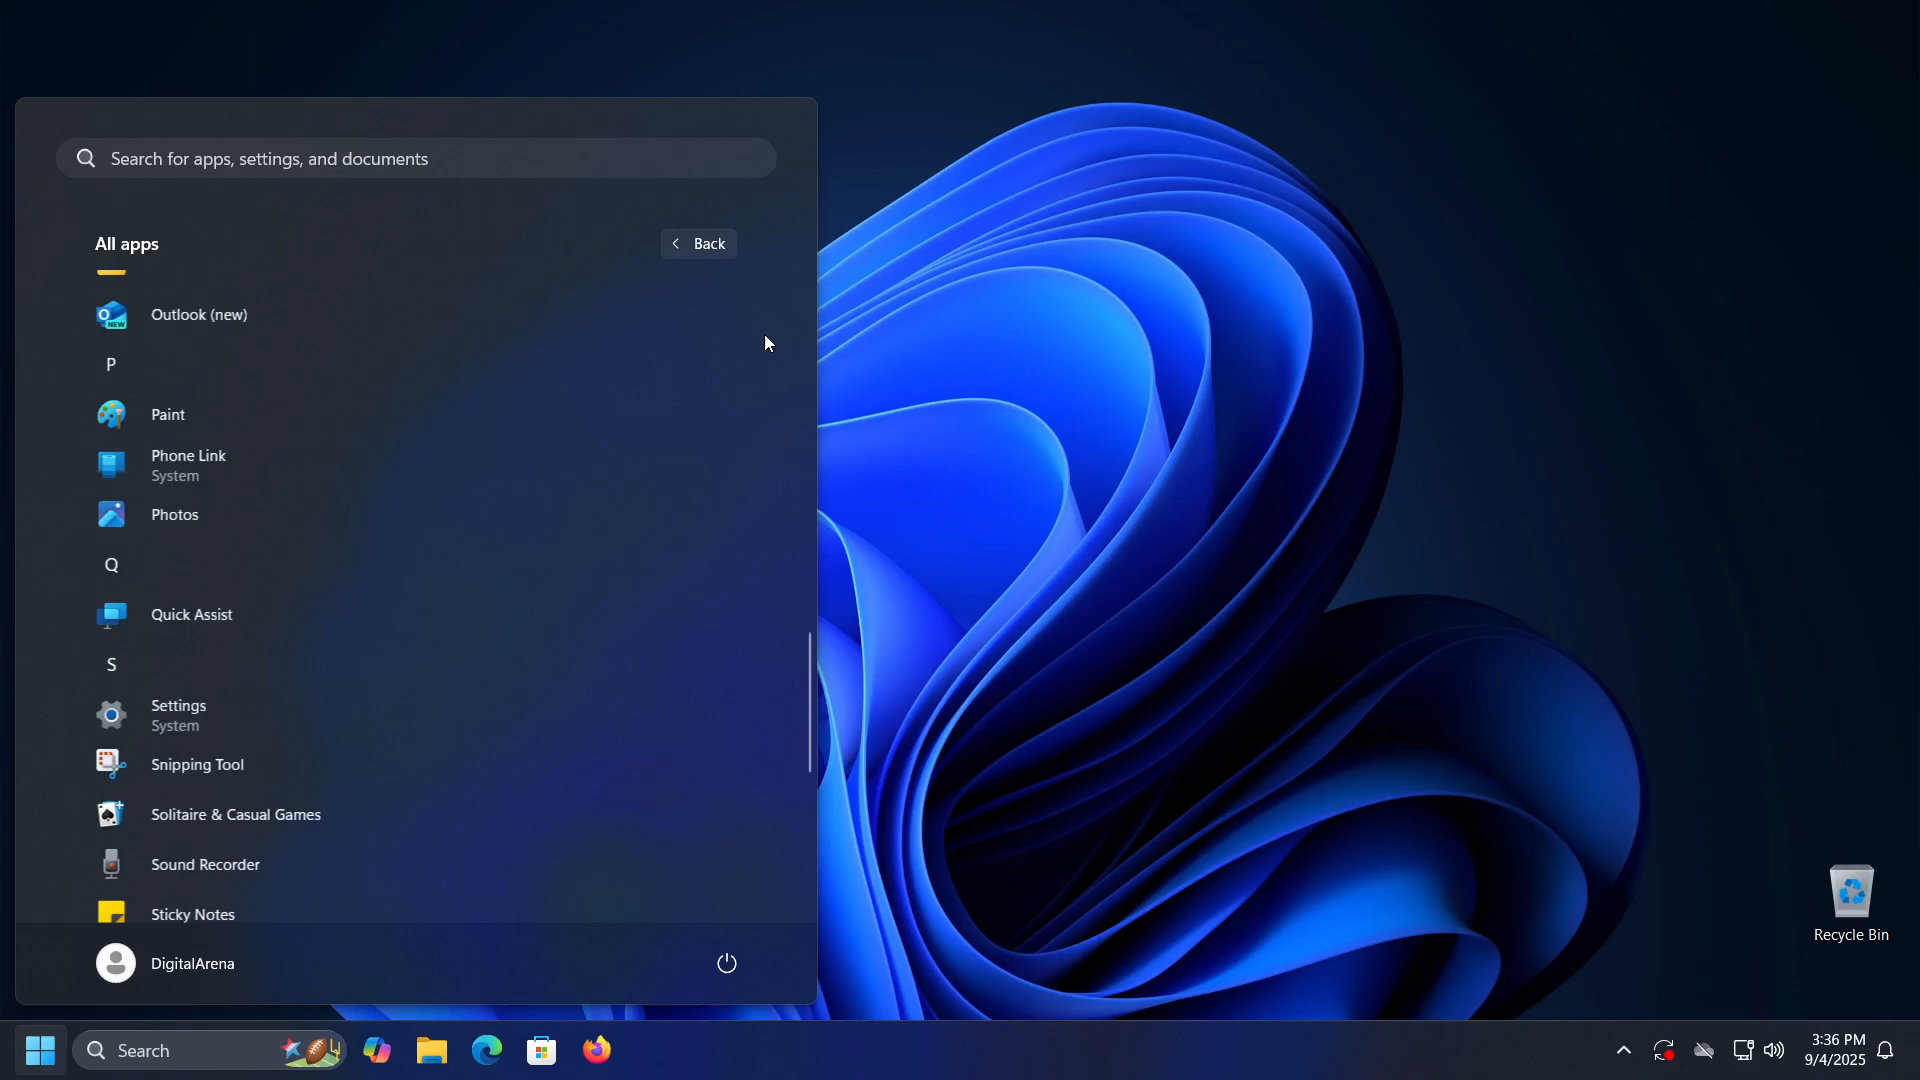 Search for apps, settings, and documents
All apps
Back
Outlook (new)
P
Paint
Phone Link
System
Photos
Q
Quick Assist
S
Settings
System
Snipping Tool
Solitaire & Casual Games
Sound Recorder
Sticky Notes
DigitalArena
Recycle Bin
Search
3:36 PM
9/4/2025